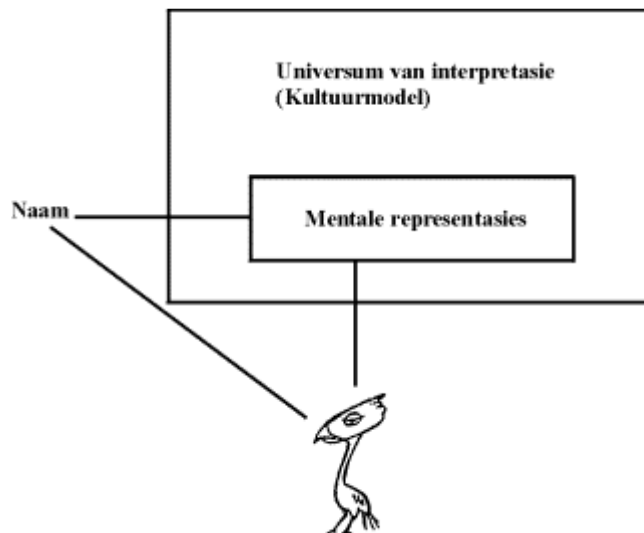 Universum van interpretasie
(Kultuurmodel)
Naam
Mentale representasies